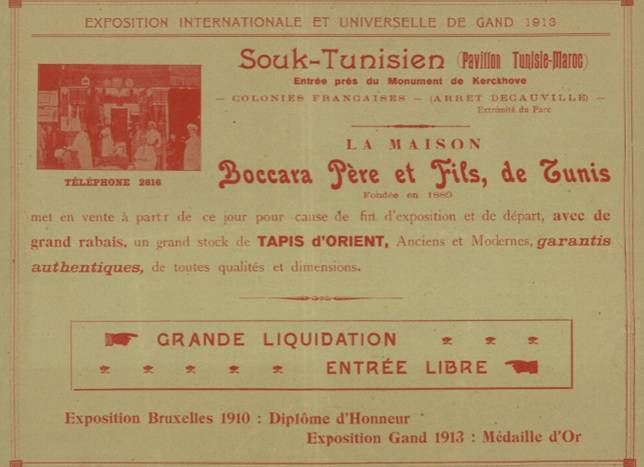 EXPOSITION INTERNATIONALE ET UNIVERSELLE DE GAND 1913
Souk-Tunisien (Pavillon Tunisie-Maroc)
Entrée près du Monument de Kerckhove
— COLONIES FRANÇAISES — (ARRET DECAUVILLE) —
Extrémité du Parc
TÉLÉPHONE 2616
LA MAISON
Boccara Père et Fils, de Tunis
Fondée en 1889
met en vente à partr de ce jour pour cause de fin d'exposition et de départ, avec de
grand rabais, un grand stock de TAPIS d'ORIENT, Anciens et Modernes, garantis
authentiques, de toutes qualités et dimensions.
GRANDE LIQUIDATION
ENTRÉE LIBRE
Exposition Bruxelles 1910 : Diplôme d'Honneur
Exposition Gand 1913 : Médaille d'Or